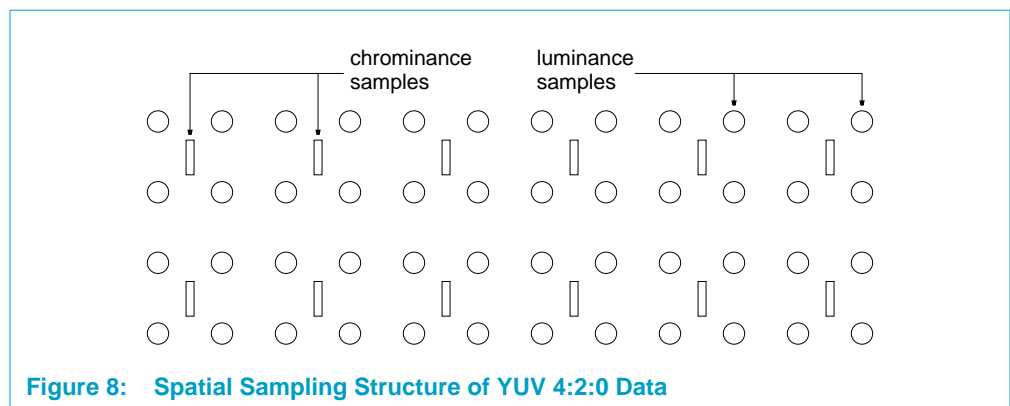 chrominance
samples
luminance
samples
Figure 8: Spatial Sampling Structure of YUV 4:2:0 Data